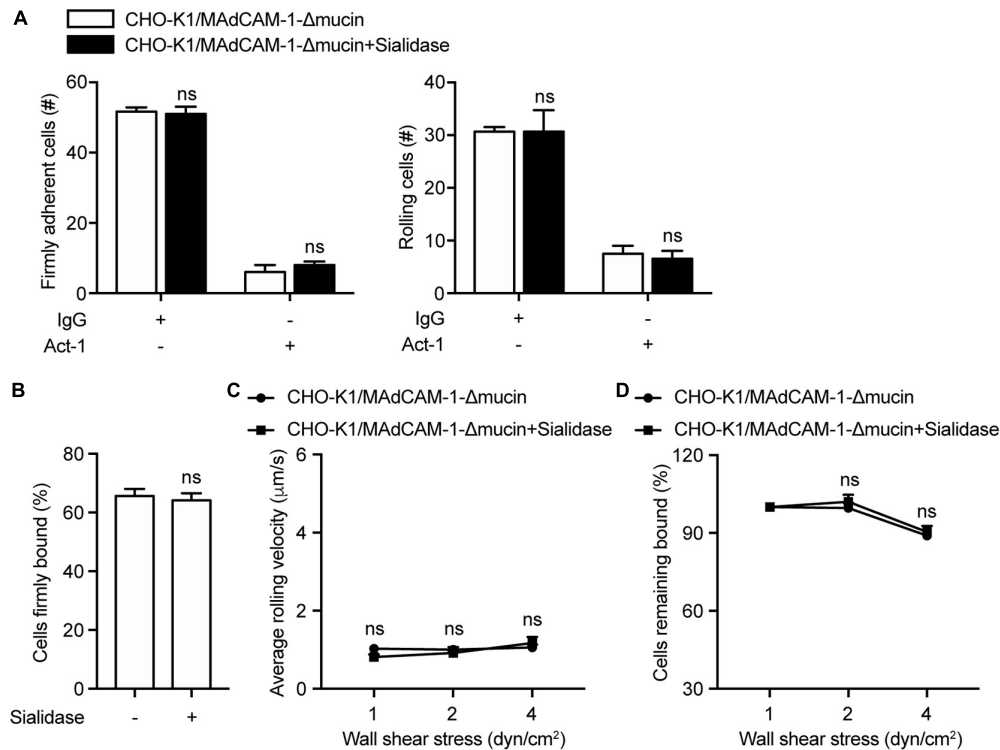 A
CHO-K1/MAdCAM-1-Δmucin
CHO-K1/MAdCAM-1-Δmucin+Sialidase
Firmly adherent cells (#)
60
40
20
0
ns
ns
IgG + -
Act-1 - +
Rolling cells (#)
40
30
20
10
0
ns
ns
IgG + -
Act-1 - +
B
Cells firmly bound (%)
80
60
40
20
0
ns
Sialidase - +
C
CHO-K1/MAdCAM-1-Δmucin
CHO-K1/MAdCAM-1-Δmucin+Sialidase
Average rolling velocity (μm/s)
6
4
2
0
ns ns ns
1 2 4
Wall shear stress (dyn/cm²)
D
CHO-K1/MAdCAM-1-Δmucin
CHO-K1/MAdCAM-1-Δmucin+Sialidase
Cells remaining bound (%)
120
90
60
30
ns
ns
1 2 4
Wall shear stress (dyn/cm²)